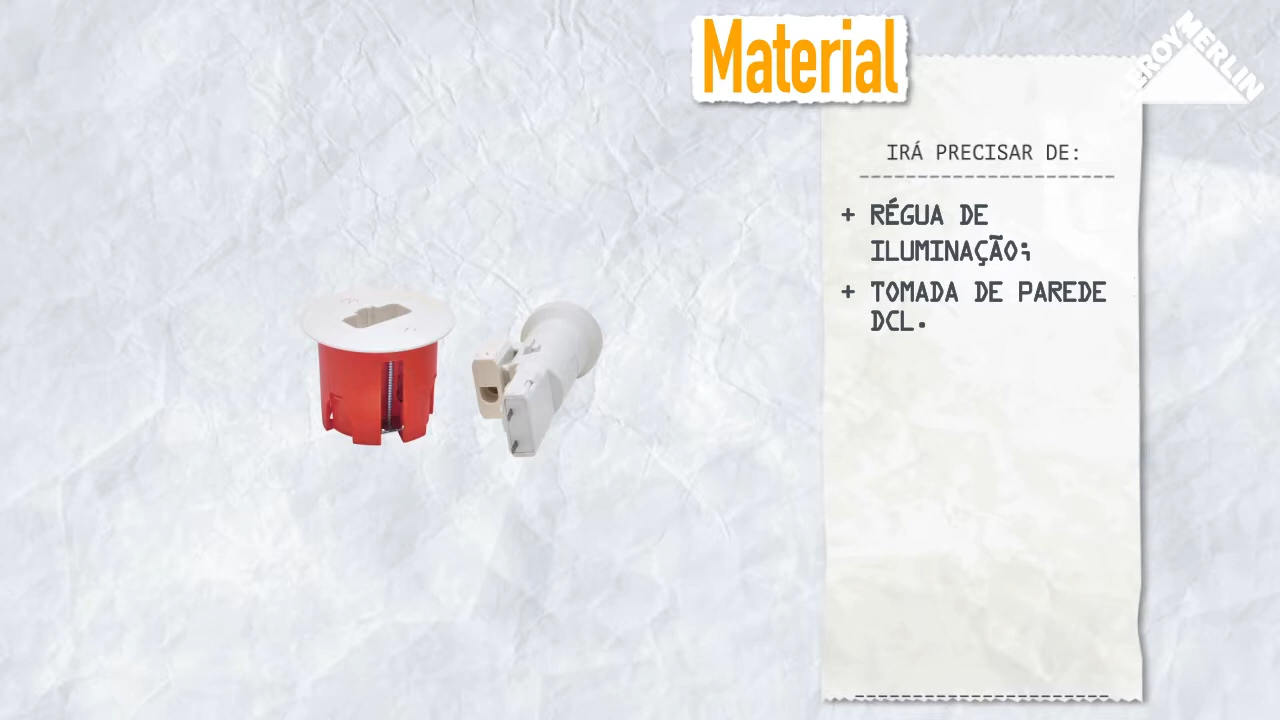 Material
LEROY MERLIN
IRÁ PRECISAR DE:
+ RÉGUA DE
ILUMINAÇÃO;
+ TOMADA DE PAREDE
DCL.